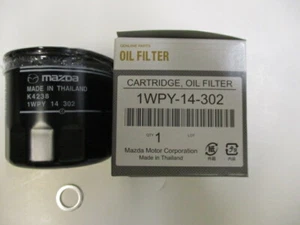 mazda
MADE IN THAILAND
K4238
1WPY 14 302
OIL FILTER
CARTRIDGE, OIL FILTER
1WPY-14-302
QTY
1
Mazda Motor Corporation
Made in Thailand